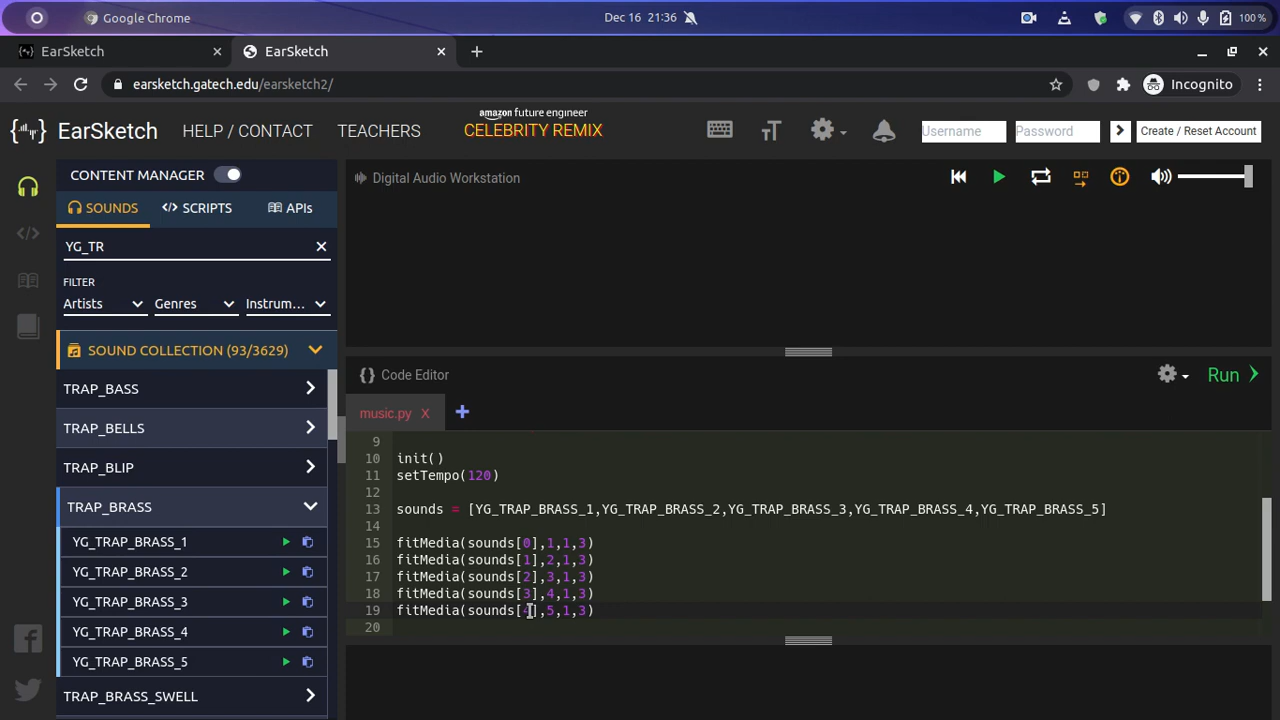 Google Chrome
Dec 16 21:36
100 %
EarSketch
EarSketch
earsketch.gatech.edu/earsketch2/
Incognito
EarSketch
HELP / CONTACT
TEACHERS
amazon future engineer
CELEBRITY REMIX
Username
Password
Create / Reset Account
CONTENT MANAGER
SOUNDS
SCRIPTS
APIs
YG_TR
FILTER
Artists
Genres
Instrum...
SOUND COLLECTION (93/3629)
TRAP_BASS
TRAP_BELLS
TRAP_BLIP
TRAP_BRASS
YG_TRAP_BRASS_1
YG_TRAP_BRASS_2
YG_TRAP_BRASS_3
YG_TRAP_BRASS_4
YG_TRAP_BRASS_5
TRAP_BRASS_SWELL
Digital Audio Workstation
{} Code Editor
Run
music.py X
9
10 init()
11 setTempo(120)
12
13 sounds = [YG_TRAP_BRASS_1,YG_TRAP_BRASS_2,YG_TRAP_BRASS_3,YG_TRAP_BRASS_4,YG_TRAP_BRASS_5]
14
15 fitMedia(sounds[0],1,1,3)
16 fitMedia(sounds[1],2,1,3)
17 fitMedia(sounds[2],3,1,3)
18 fitMedia(sounds[3],4,1,3)
19 fitMedia(sounds[4],5,1,3)
20